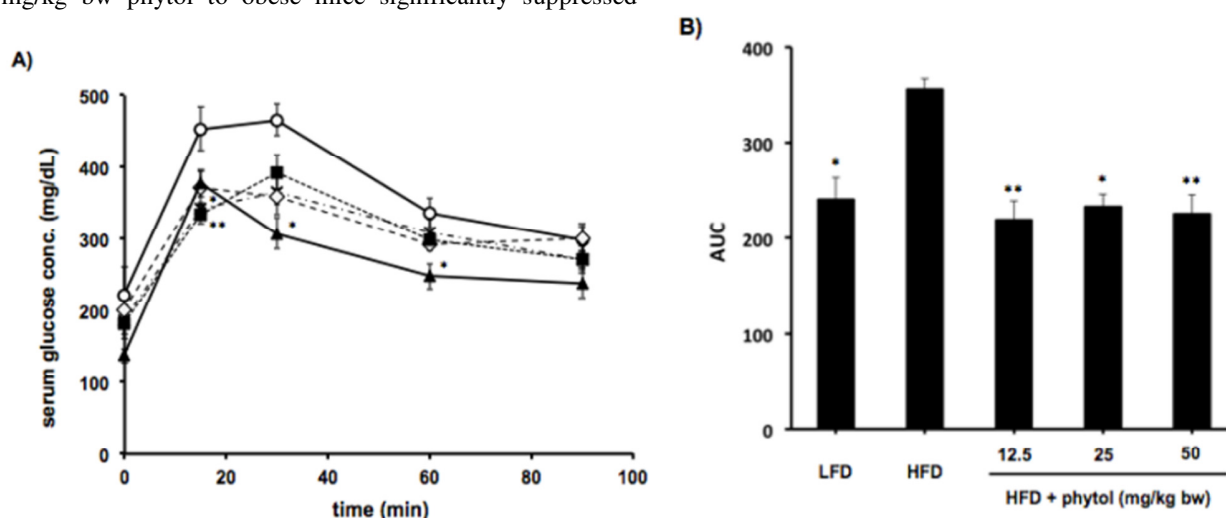 mg/kg bw phytol to obese mice significantly suppressed
A)
500
400
300
200
100
0
serum glucose conc. (mg/dL)
*
**
*
*
0 20 40 60 80 100
time (min)
B)
400
300
200
100
0
AUC
*
**
*
**
LFD HFD 12.5 25 50
HFD + phytol (mg/kg bw)